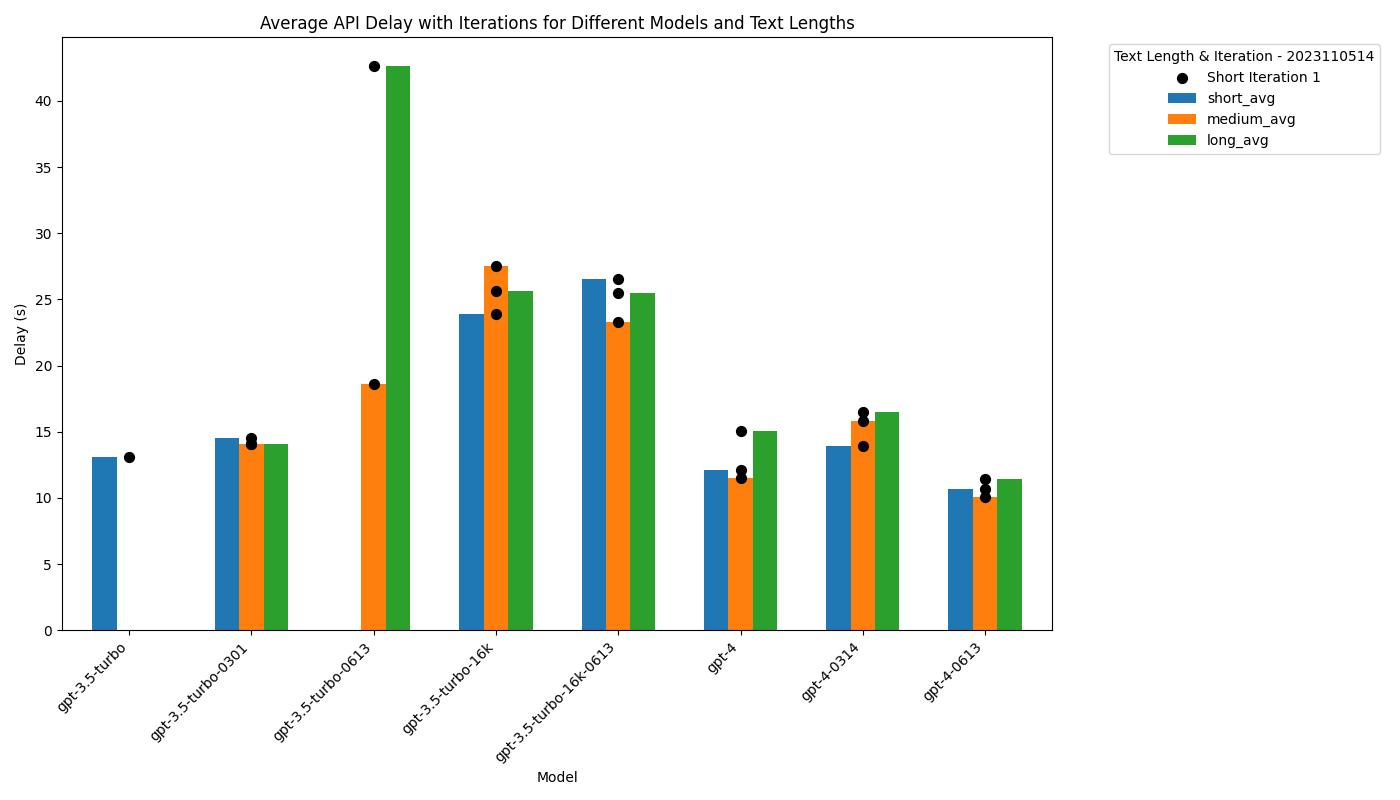 Average API Delay with Iterations for Different Models and Text Lengths
Text Length & Iteration - 2023110514
Short Iteration 1
short_avg
medium_avg
long_avg
Delay (s)
40
35
30
25
20
15
10
5
0
gpt-3.5-turbo
gpt-3.5-turbo-0301
gpt-3.5-turbo-0613
gpt-3.5-turbo-16k
gpt-3.5-turbo-16k-0613
gpt-4
gpt-4-0314
gpt-4-0613
Model